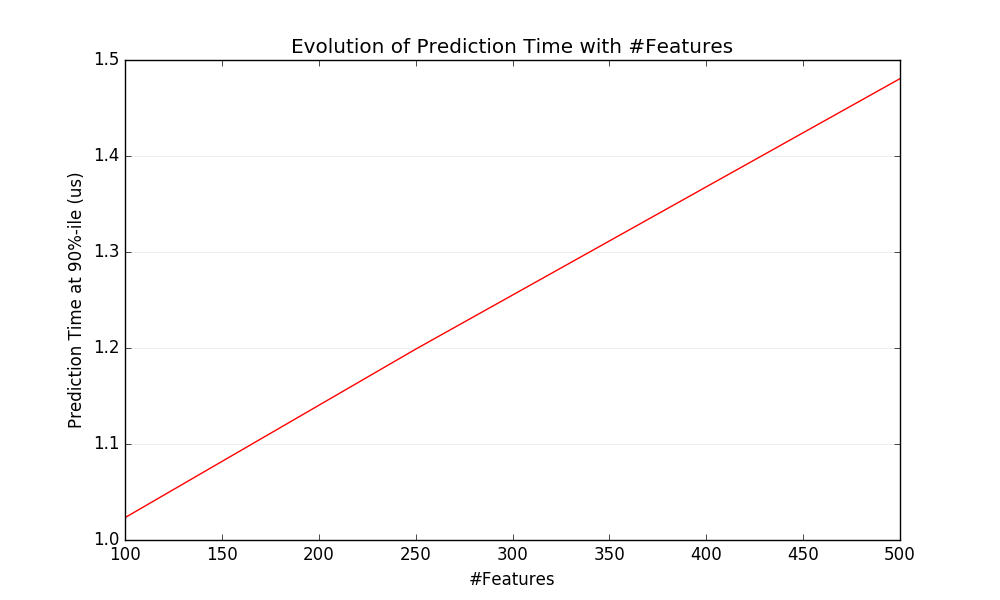 Evolution of Prediction Time with #Features
Prediction Time at 90%-ile (us)
1.5
1.4
1.3
1.2
1.1
1.0
100 150 200 250 300 350 400 450 500
#Features